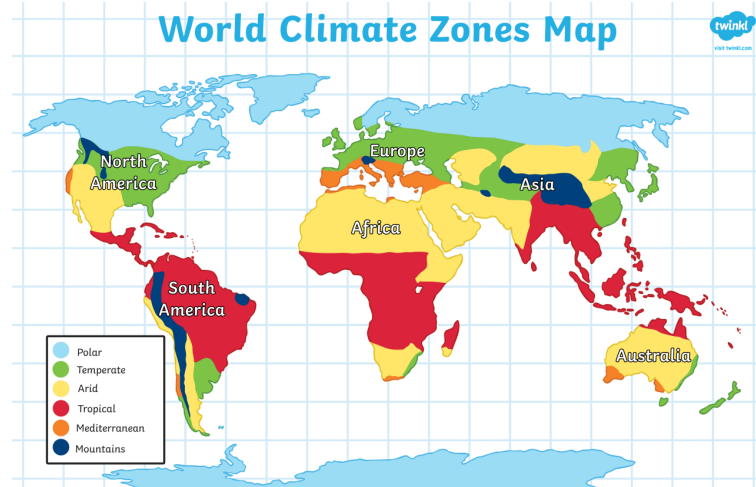 World Climate Zones Map
twinkl
visit twinkl.com
North
America
Europe
Asia
Africa
South
America
Australia
Polar
Temperate
Arid
Tropical
Mediterranean
Mountains